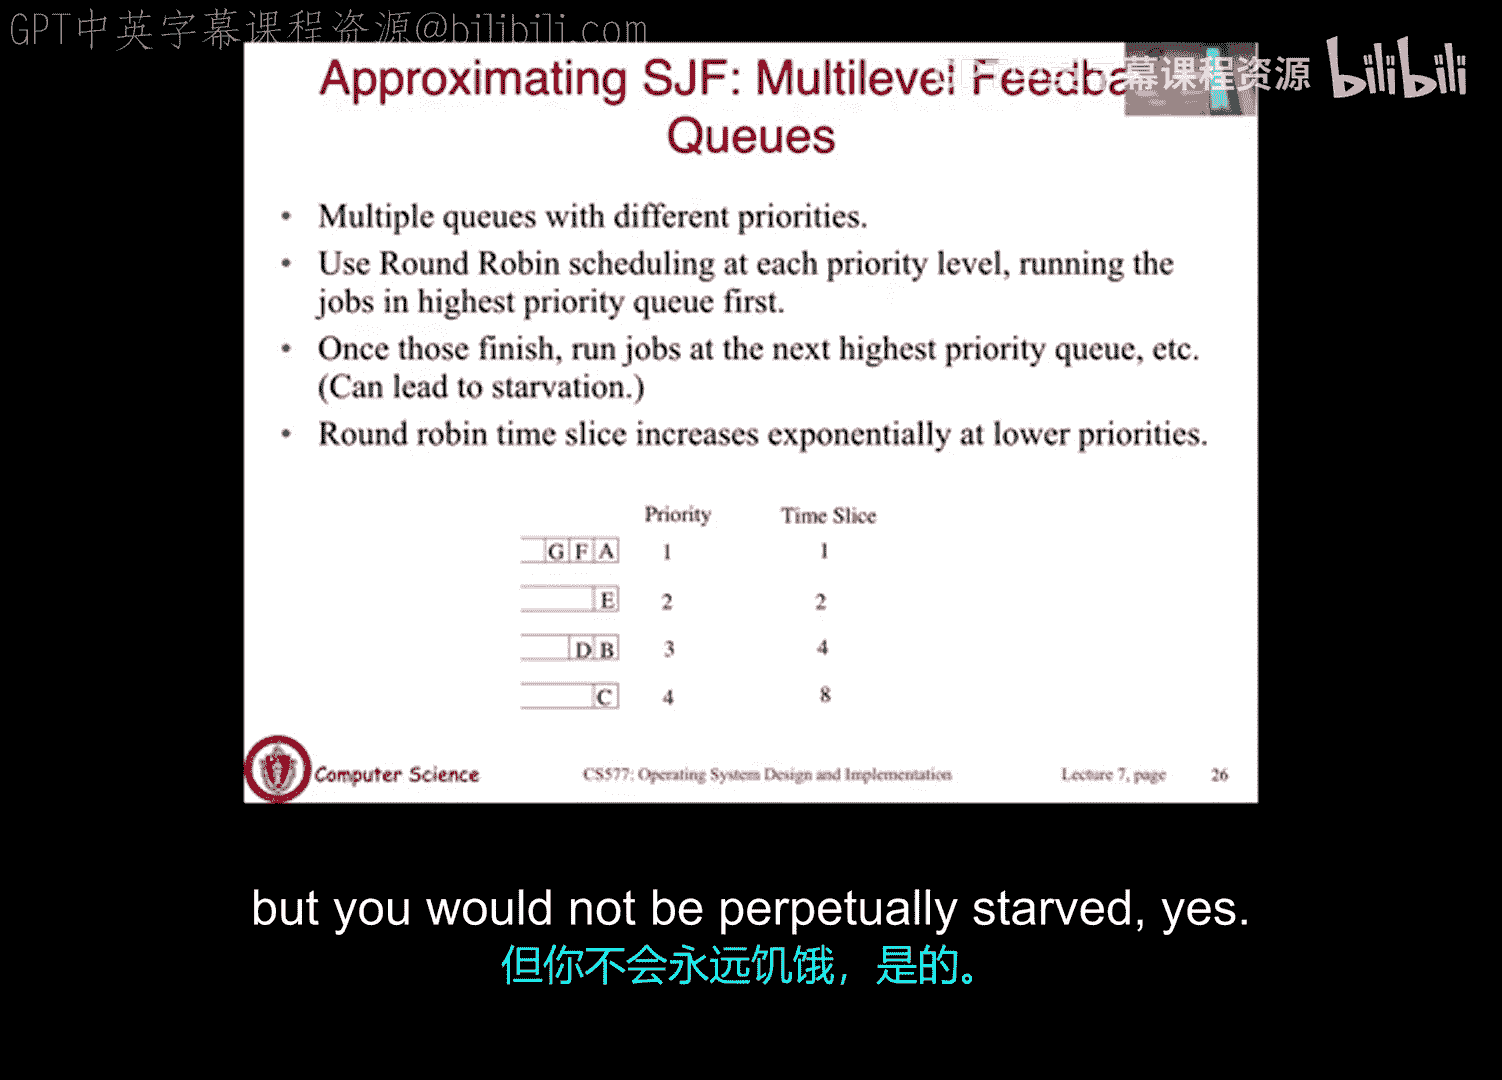 GPT中英字幕课程资源@bilibili.com
幕课程资源 bilibili
Approximating SJF: Multilevel Feedba
Queues
• Multiple queues with different priorities.
• Use Round Robin scheduling at each priority level, running the
jobs in highest priority queue first.
• Once those finish, run jobs at the next highest priority queue, etc.
(Can lead to starvation.)
• Round robin time slice increases exponentially at lower priorities.
Priority Time Slice
G F A 1 1
E 2 2
D B 3 4
C 4 8
Computer Science CS577: Operating System Design and Implementation Lecture 7, page 26
but you would not be perpetually starved, yes.
但你不会永远饥饿，是的。